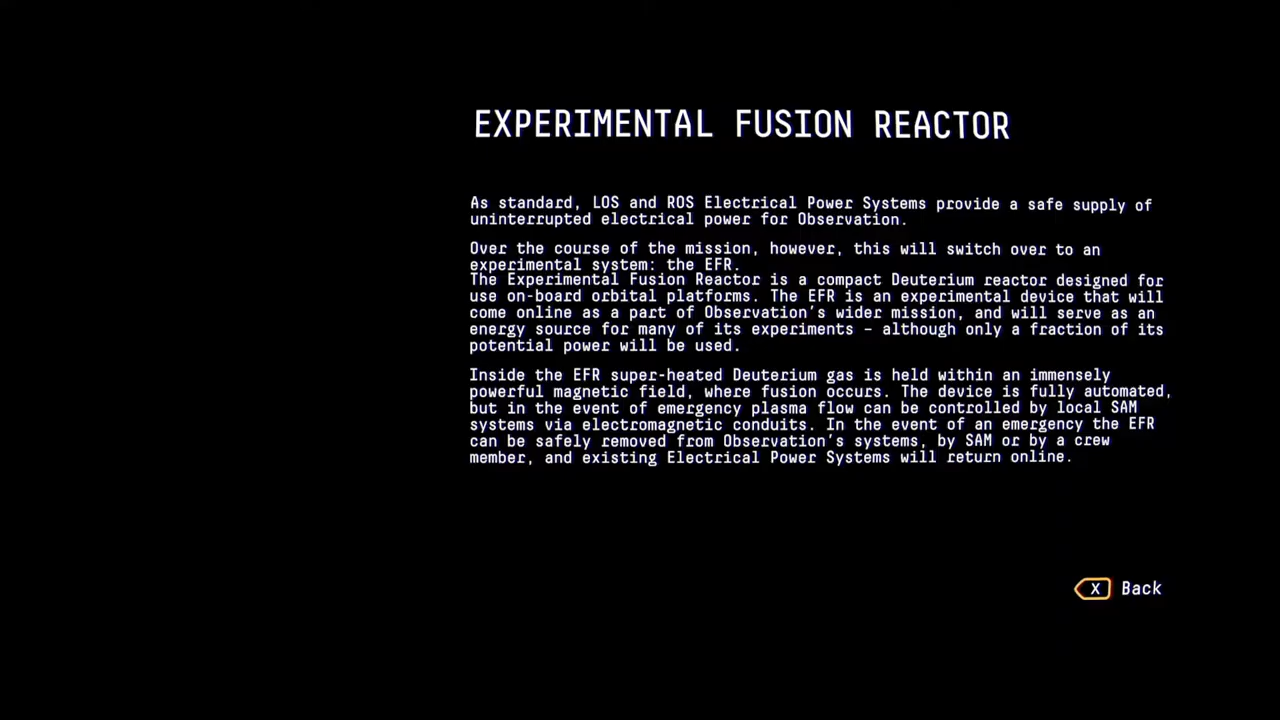 EXPERIMENTAL FUSION REACTOR
As standard, LOS and ROS Electrical Power Systems provide a safe supply of
uninterrupted electrical power for Observation.
Over the course of the mission, however, this will switch over to an
experimental system: the EFR.
The Experimental Fusion Reactor is a compact Deuterium reactor designed for
use on-board orbital platforms. The EFR is an experimental device that will
come online as a part of Observation's wider mission, and will serve as an
energy source for many of its experiments – although only a fraction of its
potential power will be used.
Inside the EFR super-heated Deuterium gas is held within an immensely
powerful magnetic field, where fusion occurs. The device is fully automated,
but in the event of emergency plasma flow can be controlled by local SAM
systems via electromagnetic conduits. In the event of an emergency the EFR
can be safely removed from Observation's systems, by SAM or by a crew
member, and existing Electrical Power Systems will return online.
X Back